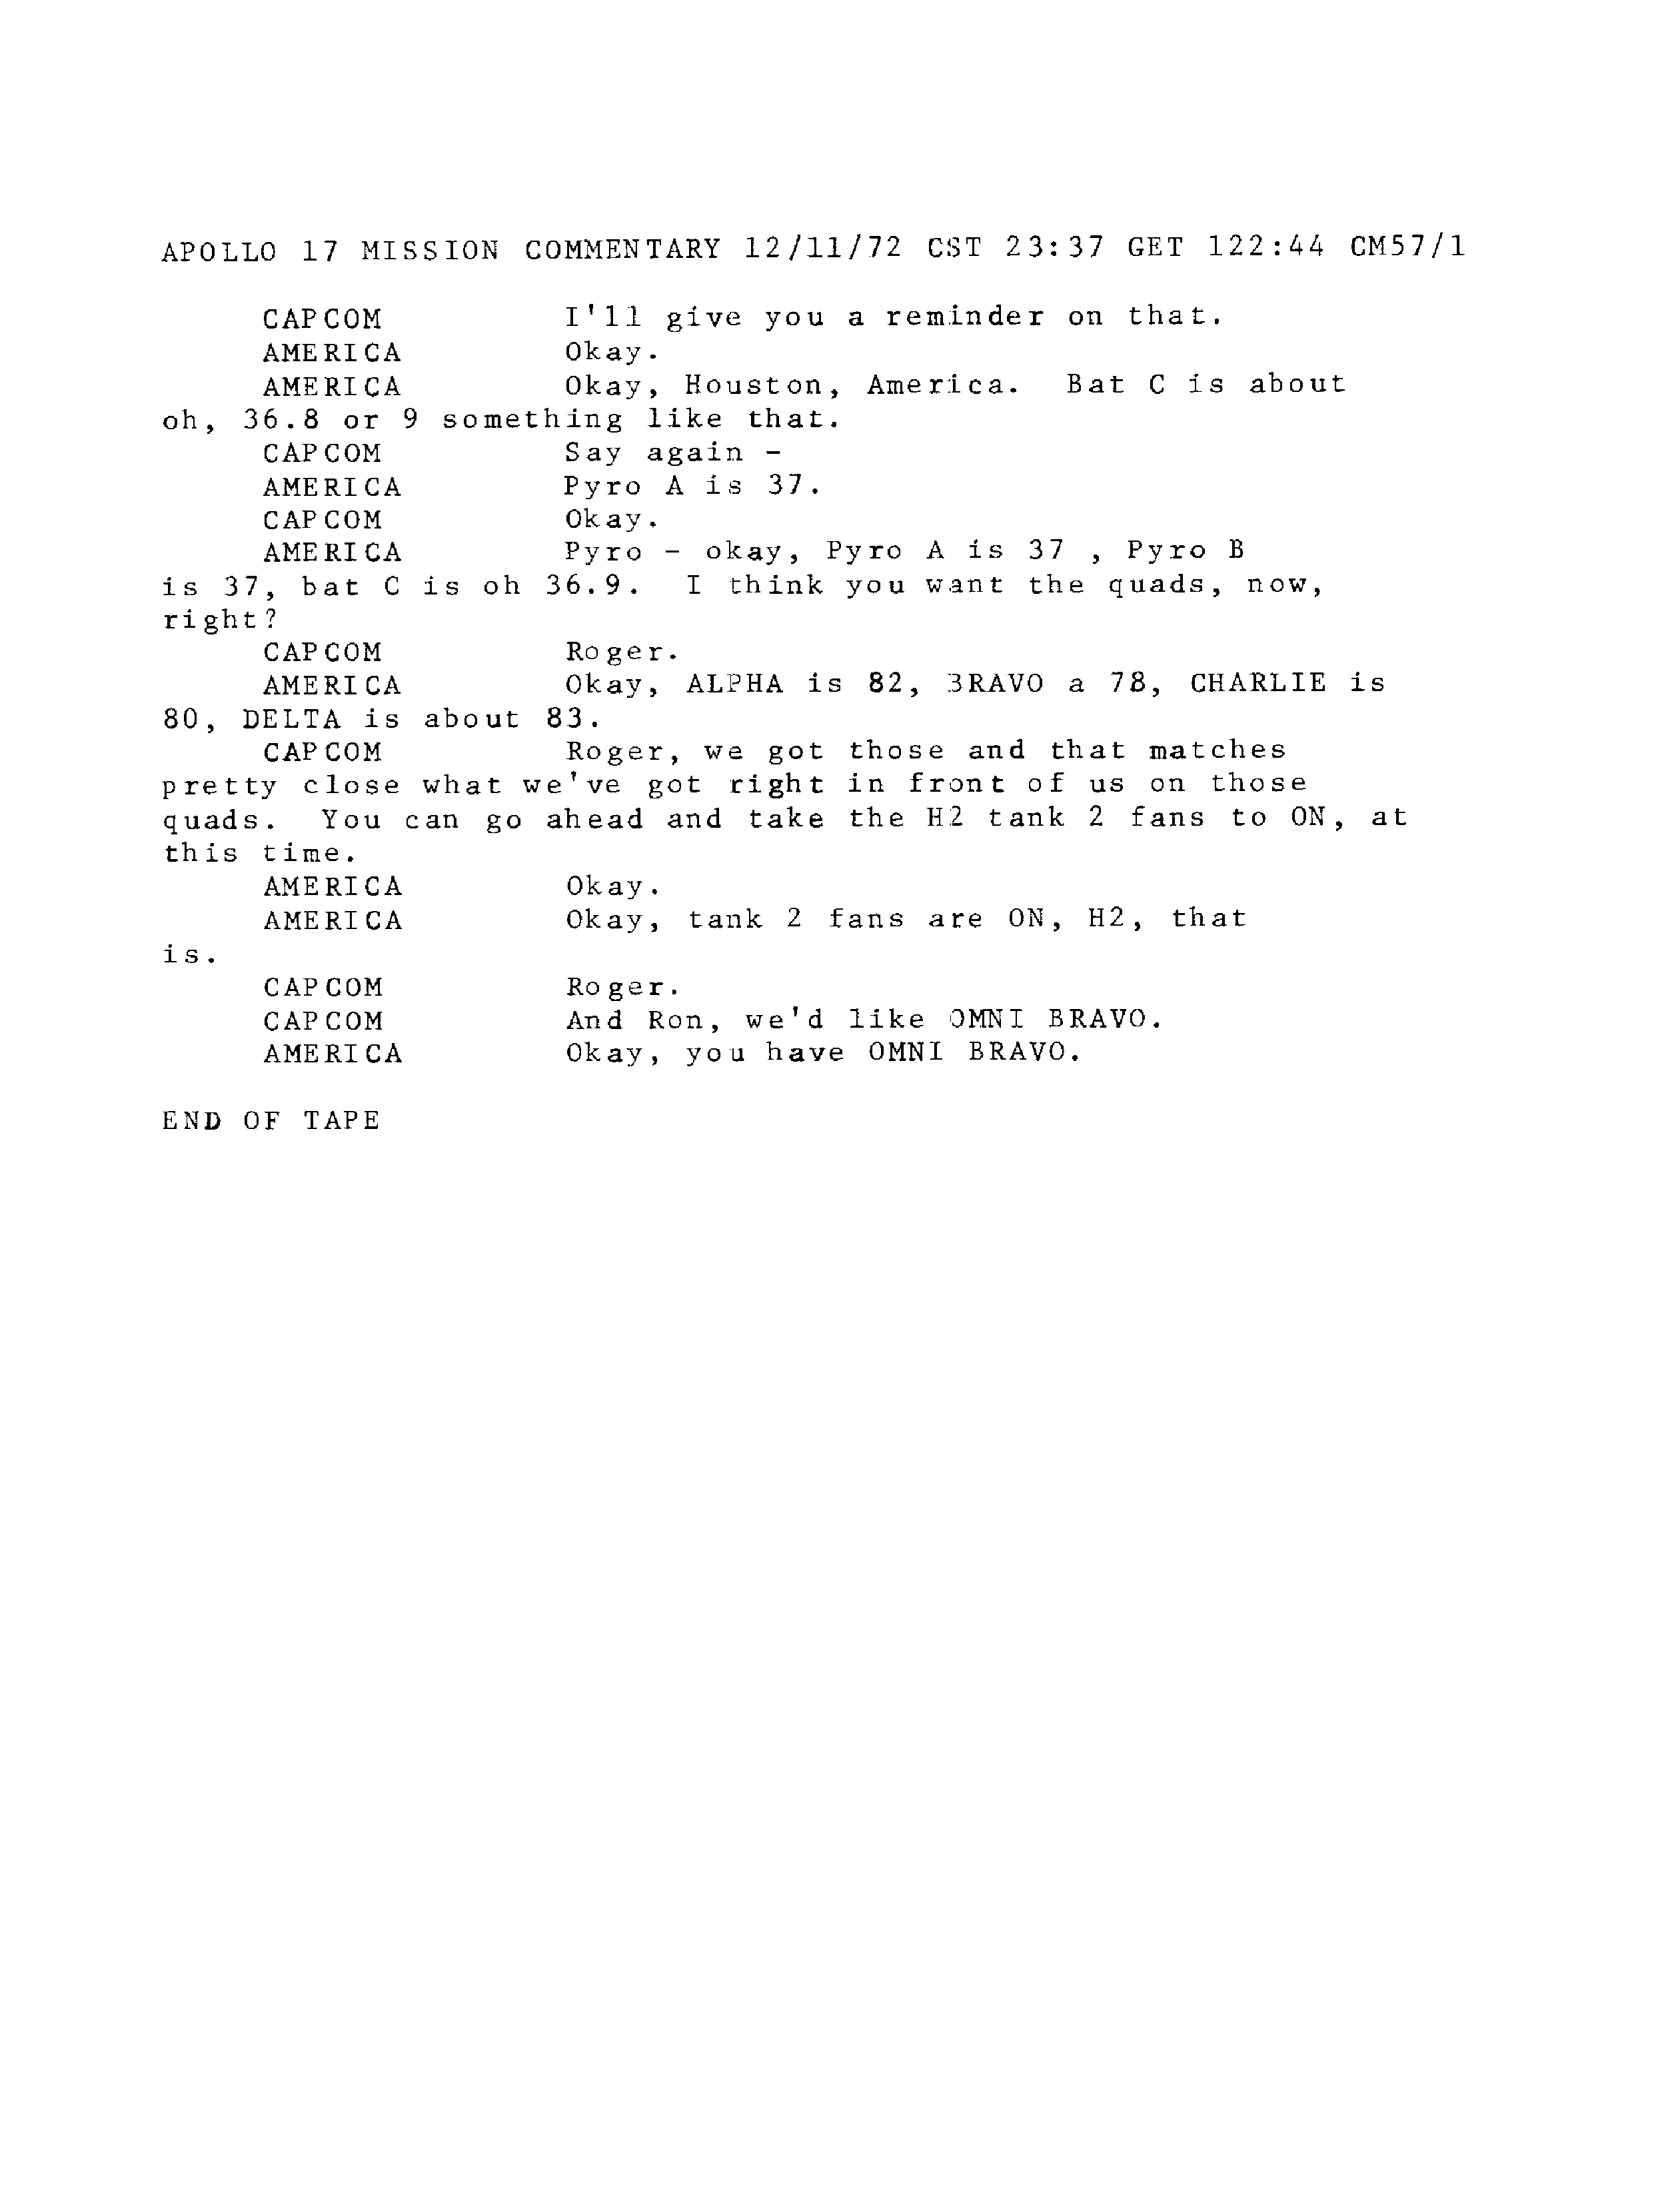 APOLLO 17 MISSION COMMENTARY 12/11/72 CST 23:37 GET 122:44 CM57/1
CAPCOM I'll give you a reminder on that.
AMERICA Okay.
AMERICA Okay, Houston, America. Bat C is about
oh, 36.8 or 9 something like that.
CAPCOM Say again -
AMERICA Pyro A is 37.
CAPCOM Okay.
AMERICA Pyro - okay, Pyro A is 37 , Pyro B
is 37, bat C is oh 36.9. I think you want the quads, now,
right?
CAPCOM Roger.
AMERICA Okay, ALPHA is 82, BRAVO a 78, CHARLIE is
80, DELTA is about 83.
CAPCOM Roger, we got those and that matches
pretty close what we've got right in front of us on those
quads. You can go ahead and take the H2 tank 2 fans to ON, at
this time.
AMERICA Okay.
AMERICA Okay, tank 2 fans are ON, H2, that
is.
CAPCOM Roger.
CAPCOM And Ron, we'd like OMNI BRAVO.
AMERICA Okay, you have OMNI BRAVO.
END OF TAPE